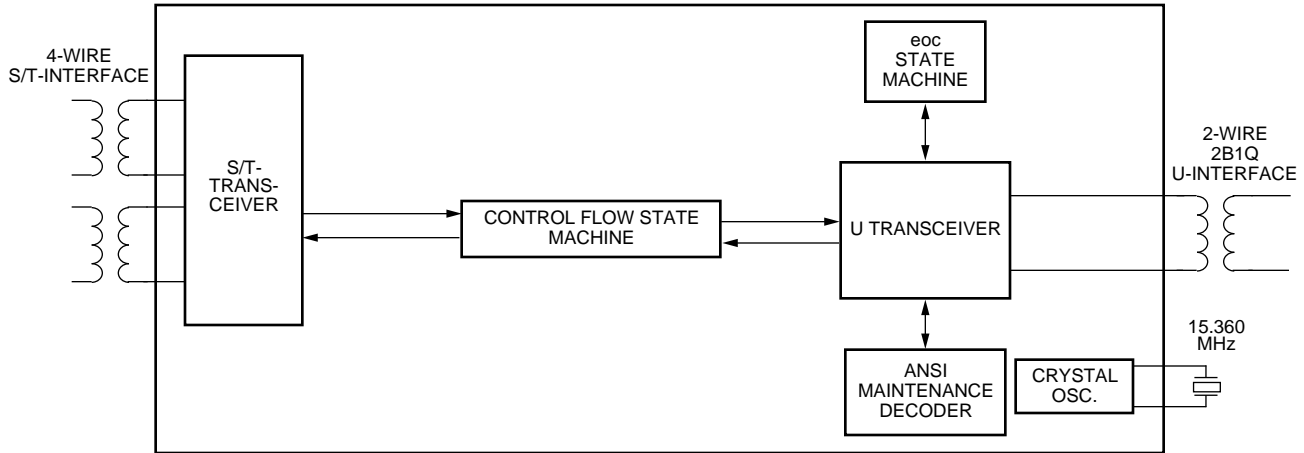 4-WIRE
S/T-INTERFACE
S/T-
TRANS-
CEIVER
CONTROL FLOW STATE
MACHINE
eoc
STATE
MACHINE
U TRANSCEIVER
ANSI
MAINTENANCE
DECODER
CRYSTAL
OSC.
2-WIRE
2B1Q
U-INTERFACE
15.360
MHz